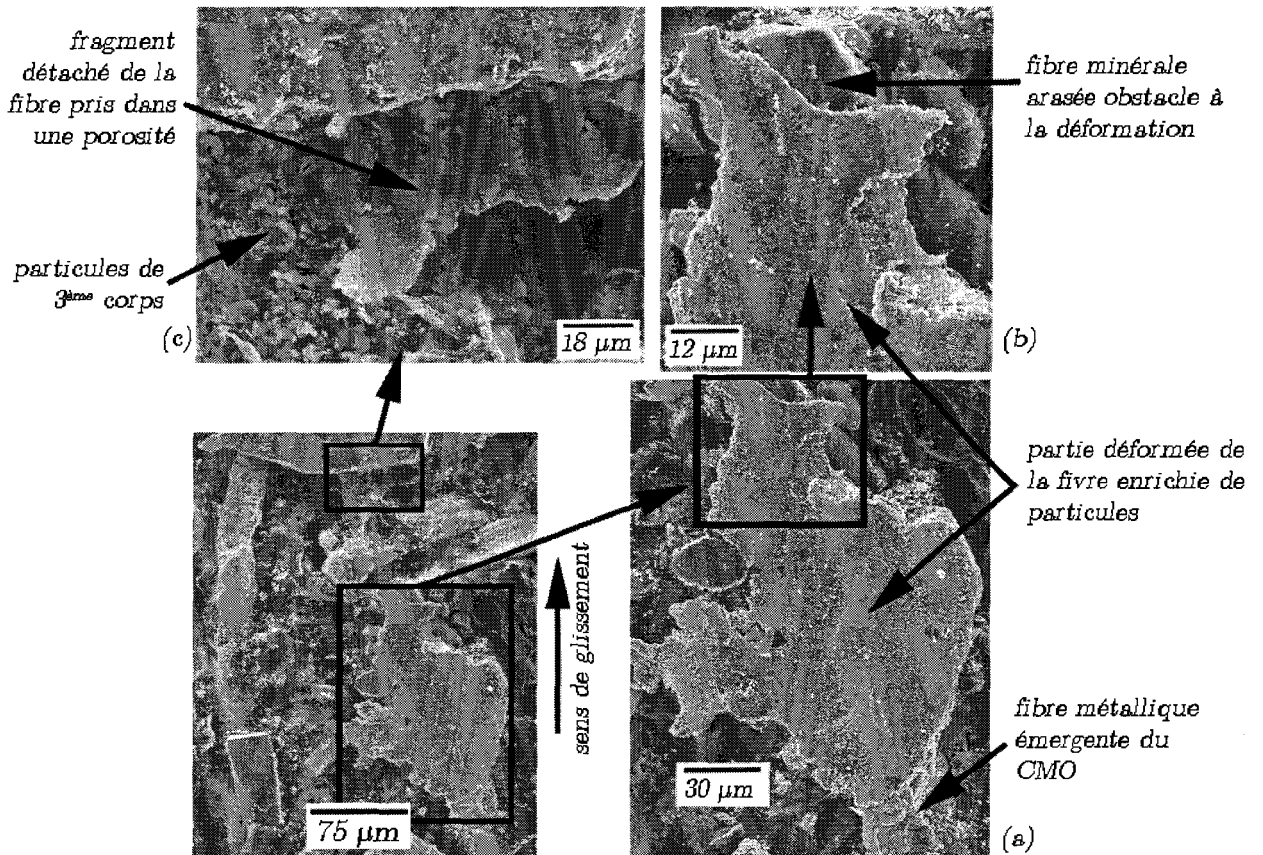 fragment
détaché de la
fibre pris dans
une porosité
particules de
3ème corps
(c)
18 μm
12 μm
(b)
fibre minérale
arasée obstacle à
la déformation
partie déformée de
la fivre enrichie de
particules
sens de glissement
fibre métallique
émergente du
CMO
75 μm
30 μm
(a)